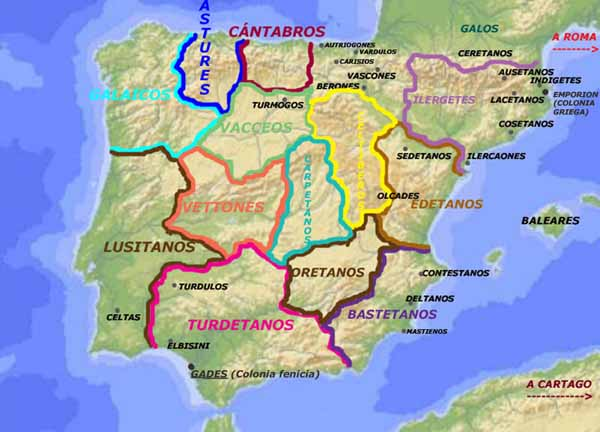 ASTURES
CÁNTABROS
GALOS
A ROMA
AUTRIGONES
VARDULOS
CARISIOS
CERETANOS
VASCONES
AUSETANOS
INDIGETES
BERONES
GALAICOS
TURMOGOS
ILERGETES
LACETANOS
EMPORION
(COLONIA
GRIEGA)
VACCEOS
COSETANOS
SEDETANOS
ILERCAONES
CARPETANOS
OLCADES
VETTONES
EDETANOS
BALEARES
LUSITANOS
ORETANOS
CONTESTANOS
TURDULOS
DELTANOS
CELTAS
TURDETANOS
BASTETANOS
MASTIENOS
ELBISINI
GADES (Colonia fenicia)
A CARTAGO